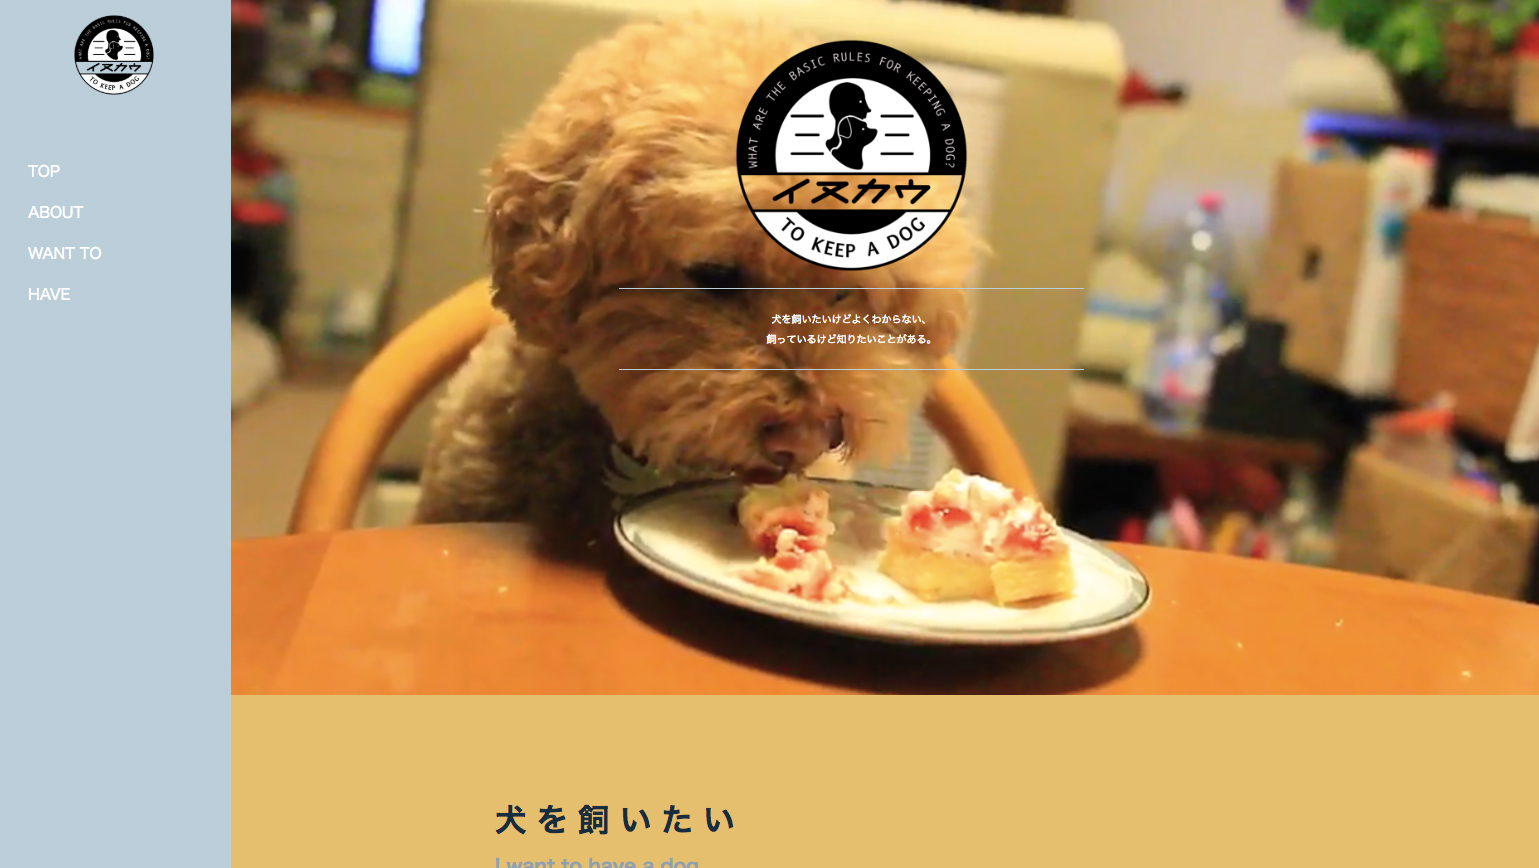 WHAT ARE THE BASIC RULES FOR KEEPING A DOG?
イヌカウ
TO KEEP A DOG
TOP
ABOUT
WANT TO
HAVE
WHAT ARE THE BASIC RULES FOR KEEPING A DOG?
イヌカウ
TO KEEP A DOG
犬を飼いたいけどよくわからない、
飼っているけど知りたいことがある。
犬を飼いたい
I want to have a dog